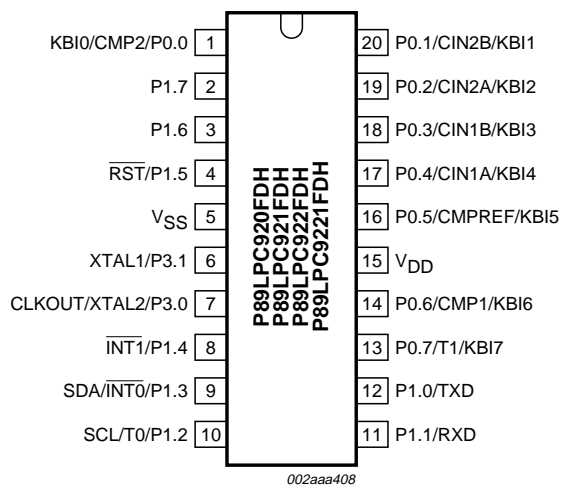 KBI0/CMP2/P0.0 1 20 P0.1/CIN2B/KBI1
P1.7 2 19 P0.2/CIN2A/KBI2
P1.6 3 18 P0.3/CIN1B/KBI3
RST/P1.5 4 17 P0.4/CIN1A/KBI4
VSS 5 16 P0.5/CMPREF/KBI5
XTAL1/P3.1 6 15 VDD
CLKOUT/XTAL2/P3.0 7 14 P0.6/CMP1/KBI6
INT1/P1.4 8 13 P0.7/T1/KBI7
SDA/INT0/P1.3 9 12 P1.0/TXD
SCL/T0/P1.2 10 11 P1.1/RXD
P89LPC920FDH
P89LPC921FDH
P89LPC922FDH
P89LPC9221FDH
002aaa408